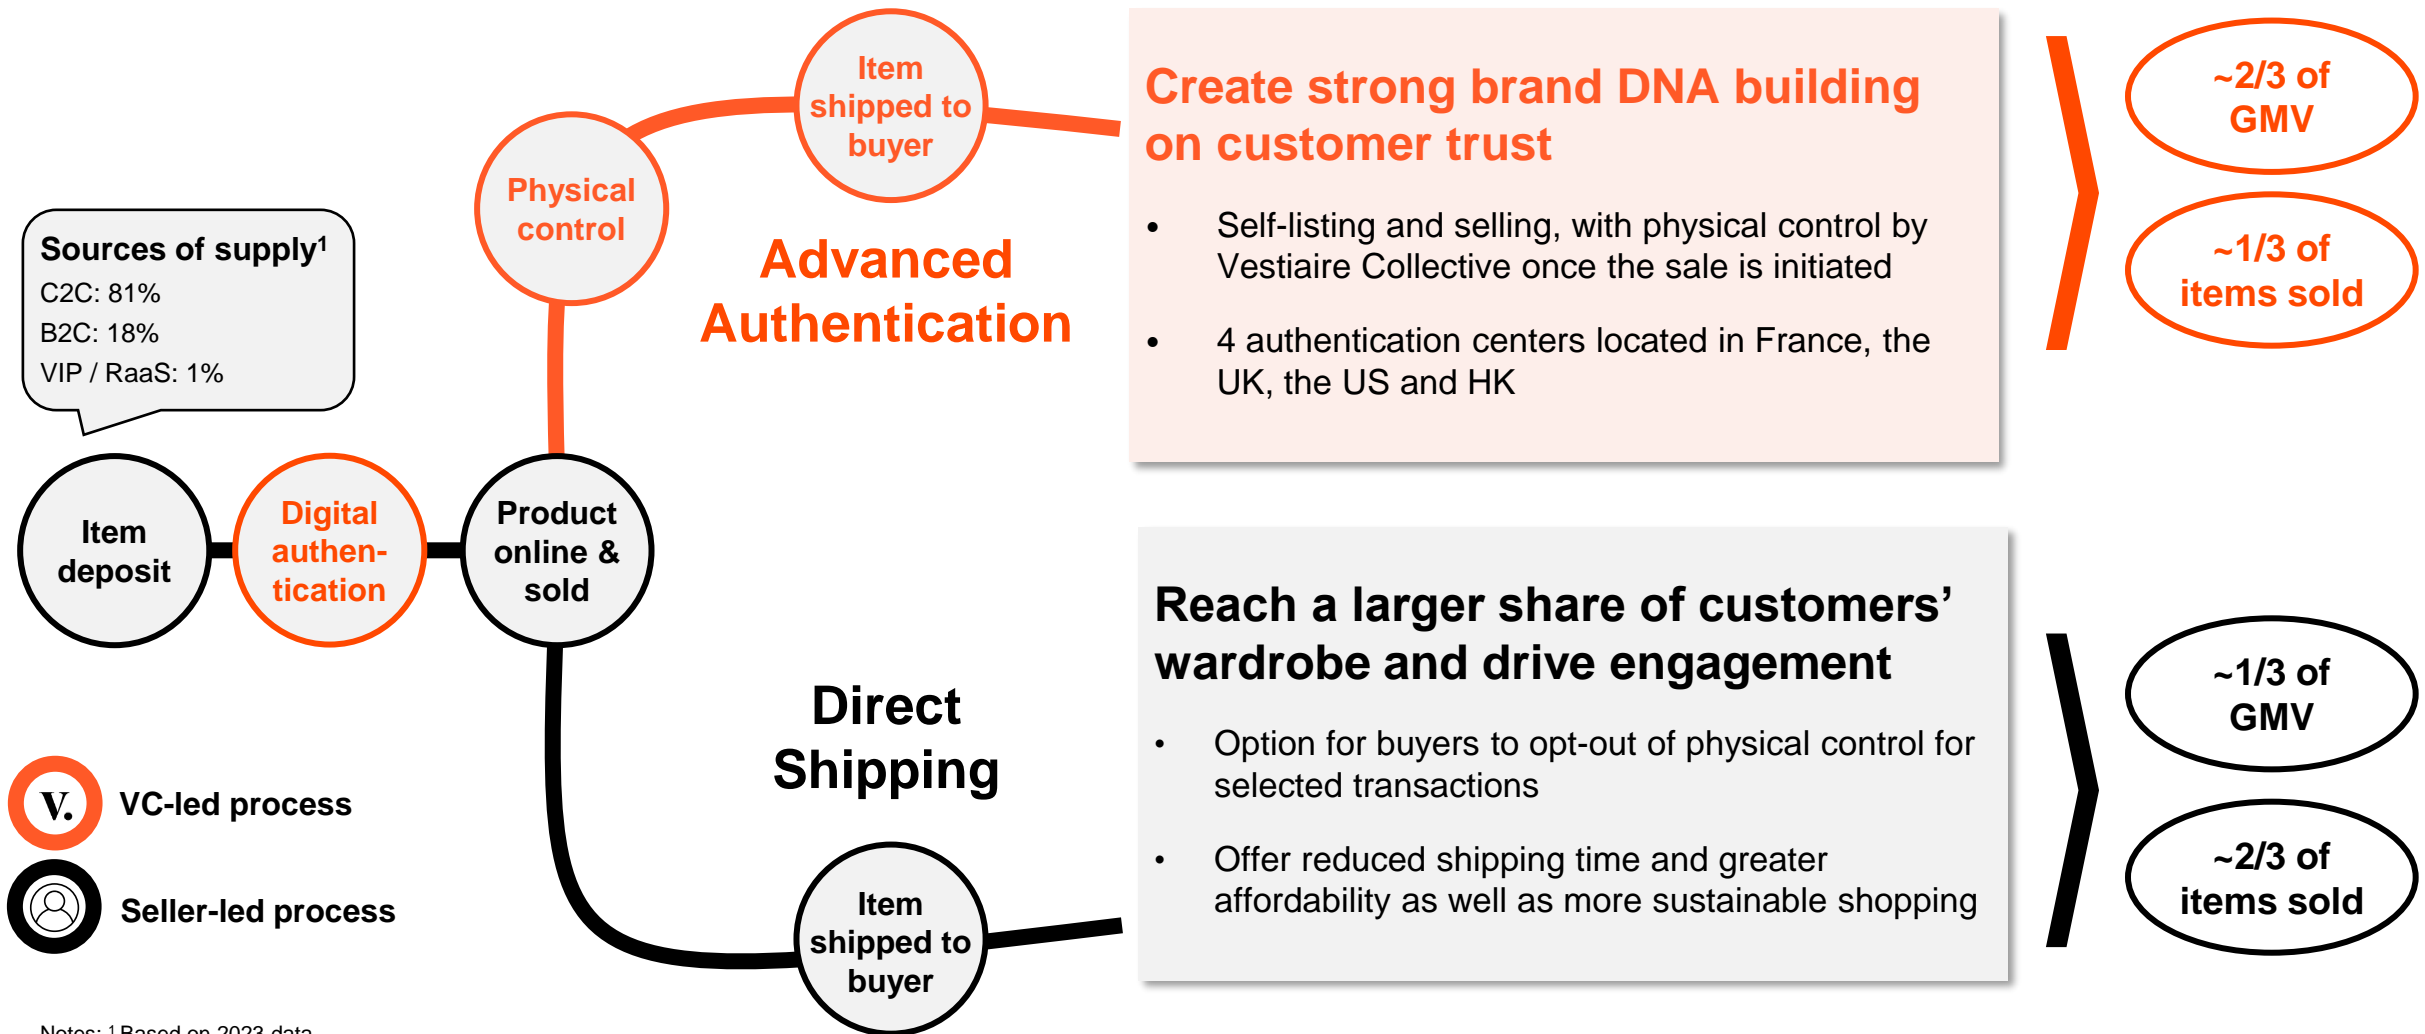 Sources of supply¹
C2C: 81%
B2C: 18%
VIP / RaaS: 1%
Item
deposit
Digital
authen-
tication
Product
online &
sold
Physical
control
Item
shipped to
buyer
Advanced
Authentication
Create strong brand DNA building
on customer trust
• Self-listing and selling, with physical control by
Vestiaire Collective once the sale is initiated
• 4 authentication centers located in France, the
UK, the US and HK
~2/3 of
GMV
~1/3 of
items sold
Direct
Shipping
Item
shipped to
buyer
Reach a larger share of customers’
wardrobe and drive engagement
• Option for buyers to opt-out of physical control for
selected transactions
• Offer reduced shipping time and greater
affordability as well as more sustainable shopping
~1/3 of
GMV
~2/3 of
items sold
V.
VC-led process
Seller-led process
Notes: ¹ Based on 2023 data